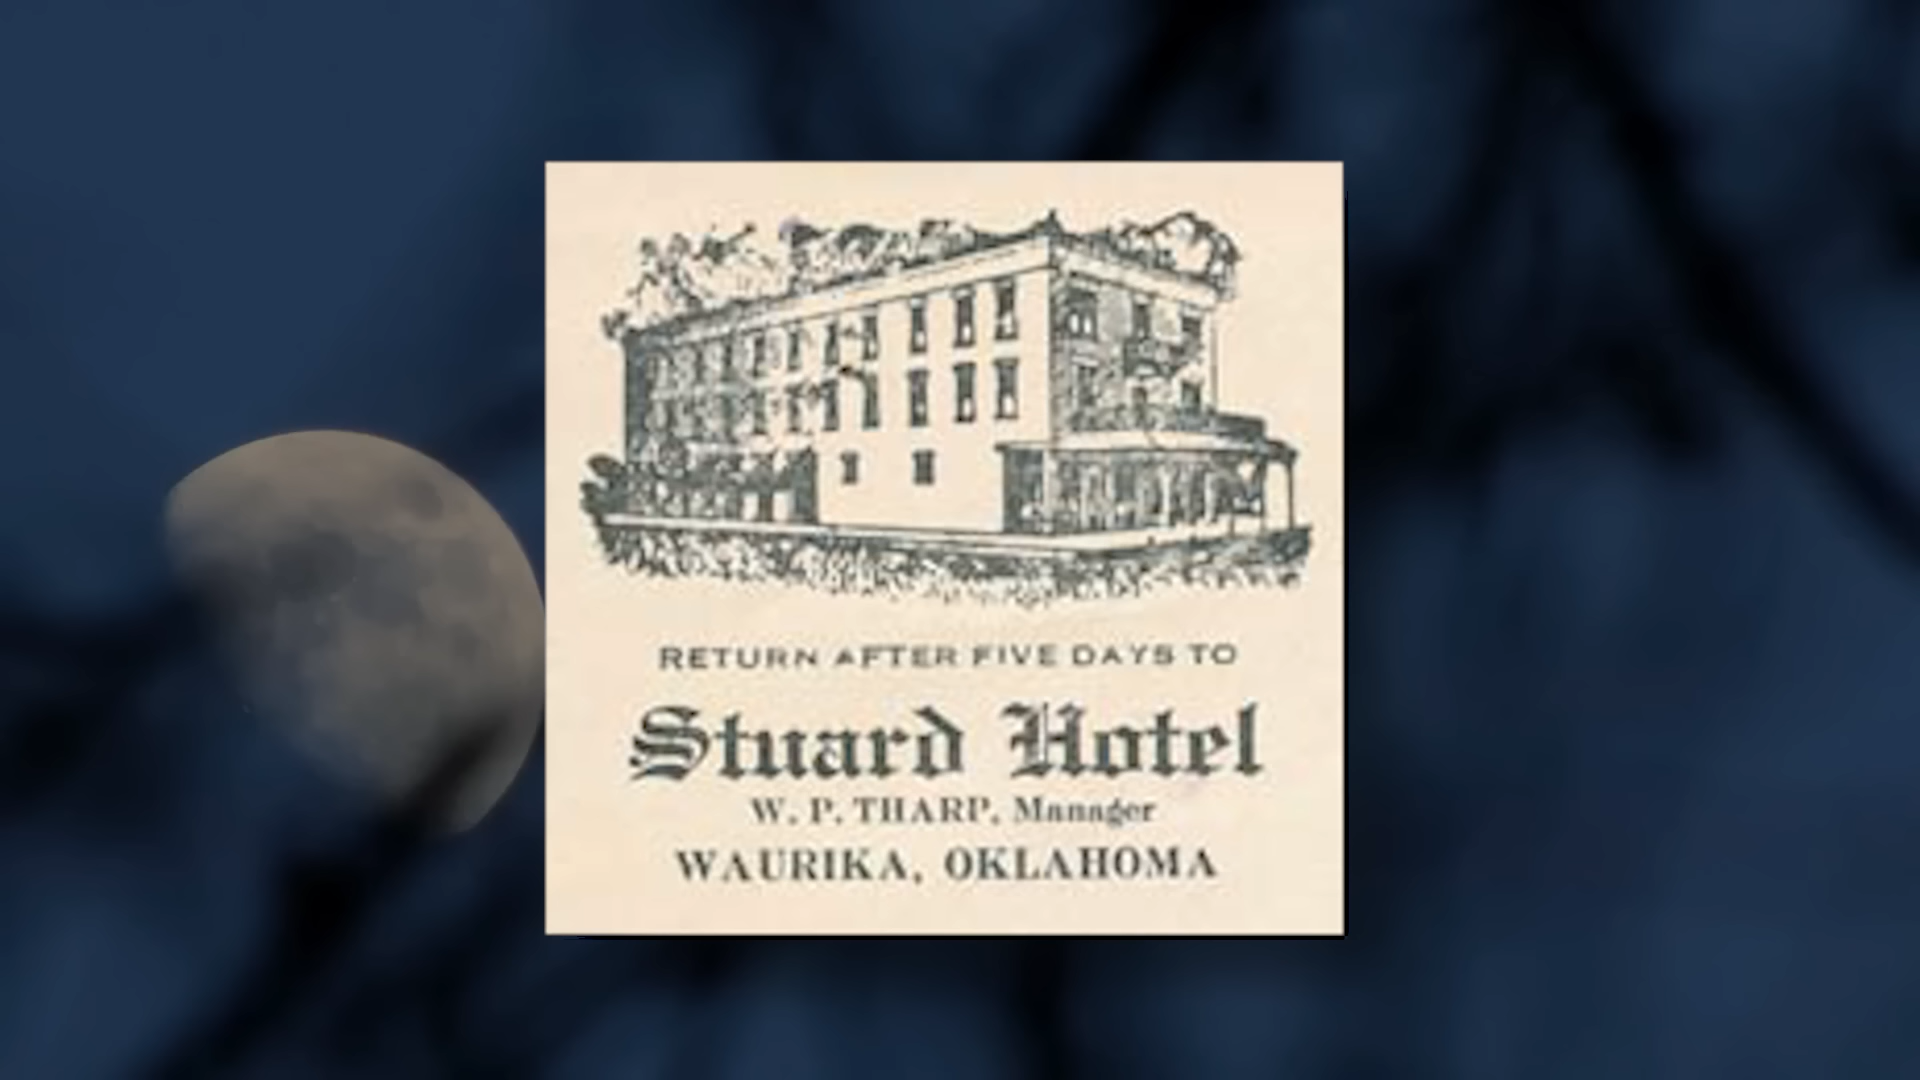 RETURN AFTER FIVE DAYS TO
Stuard Hotel
W. P. THARP, Manager
WAURIKA, OKLAHOMA